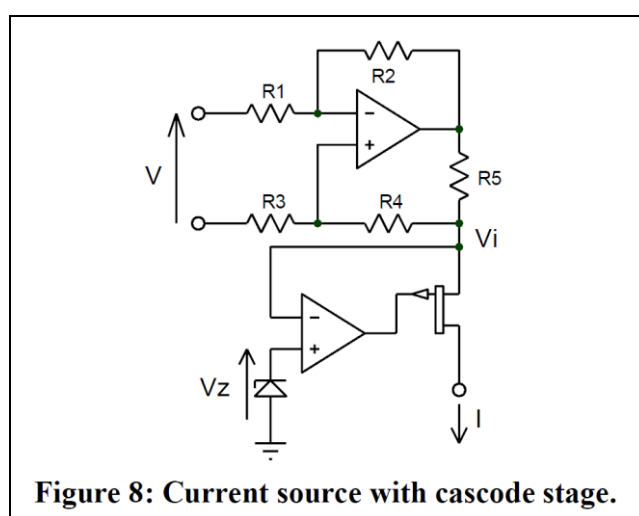 R2
R1
−
+
V
R5
R3
R4
Vi
−
+
Vz
I
Figure 8: Current source with cascode stage.